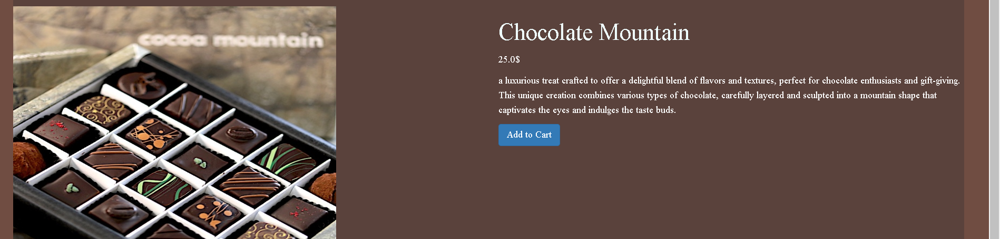 cocoa mountain
Chocolate Mountain
25.0$
a luxurious treat crafted to offer a delightful blend of flavors and textures, perfect for chocolate enthusiasts and gift-giving.
This unique creation combines various types of chocolate, carefully layered and sculpted into a mountain shape that
captivates the eyes and indulges the taste buds.
Add to Cart